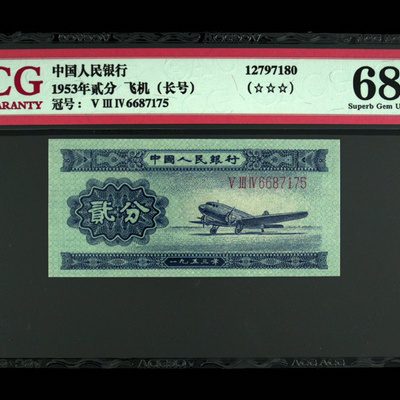 CG
ARANTY
中国人民银行
1953年贰分 飞机（长号）
冠号： V III IV 6687175
12797180
(☆☆☆)
68
Superb Gem U
中國人民銀行
V III IV 6687175
貳分
一九五三年